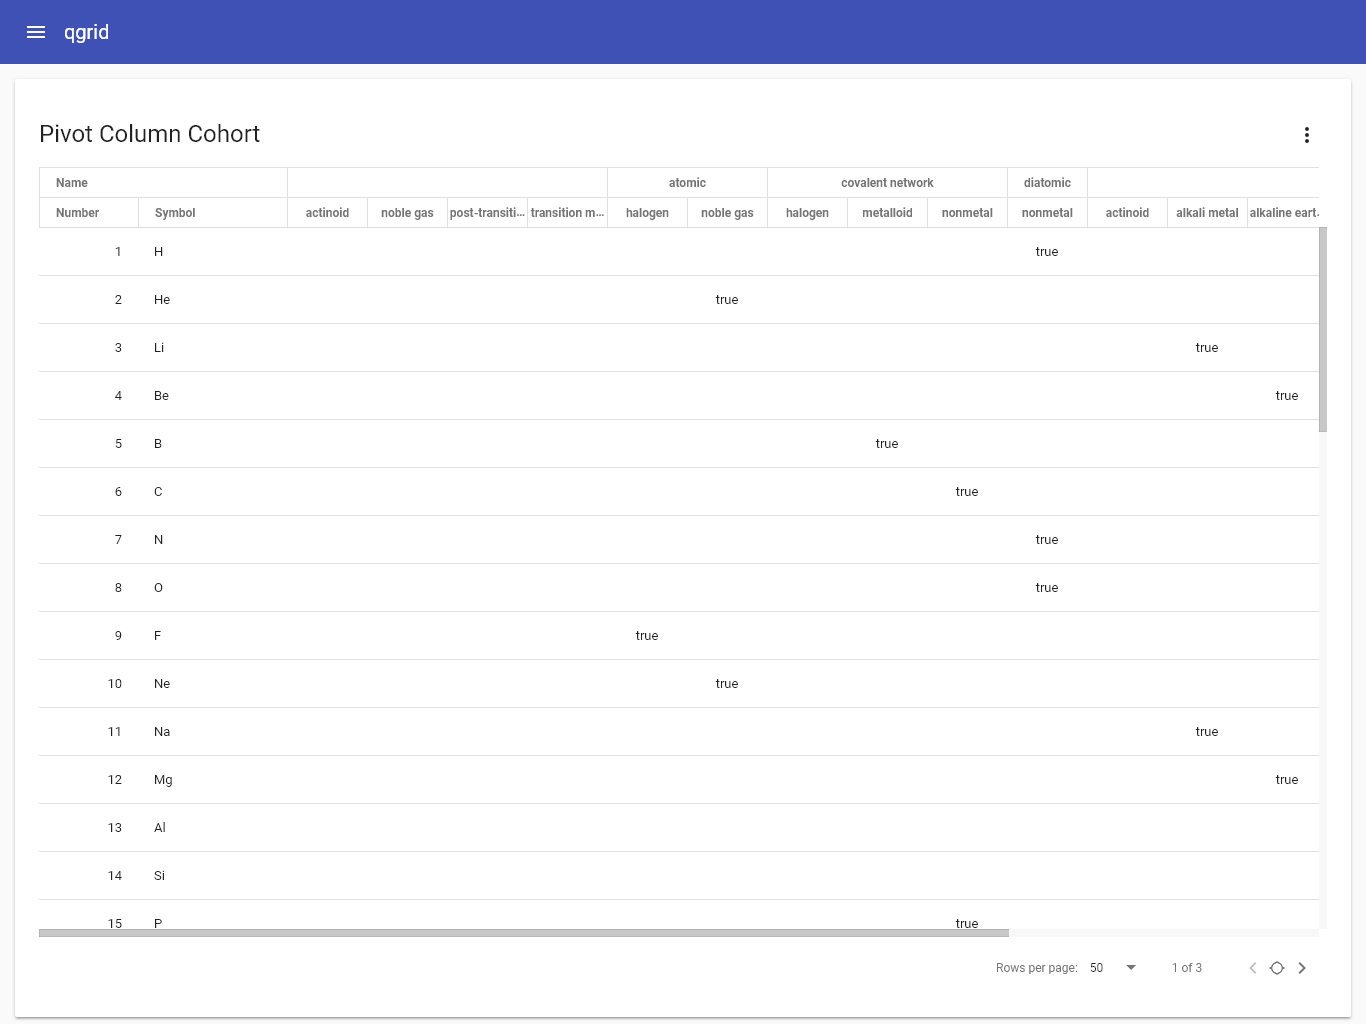 qgrid
Pivot Column Cohort
Name atomic covalent network diatomic
Number Symbol actinoid noble gas post-transiti... transition m... halogen noble gas halogen metalloid nonmetal nonmetal actinoid alkali metal alkaline eart.
1 H true
2 He true
3 Li true
4 Be true
5 B true
6 C true
7 N true
8 O true
9 F true
10 Ne true
11 Na true
12 Mg true
13 Al
14 Si
15 P true
Rows per page: 50 1 of 3